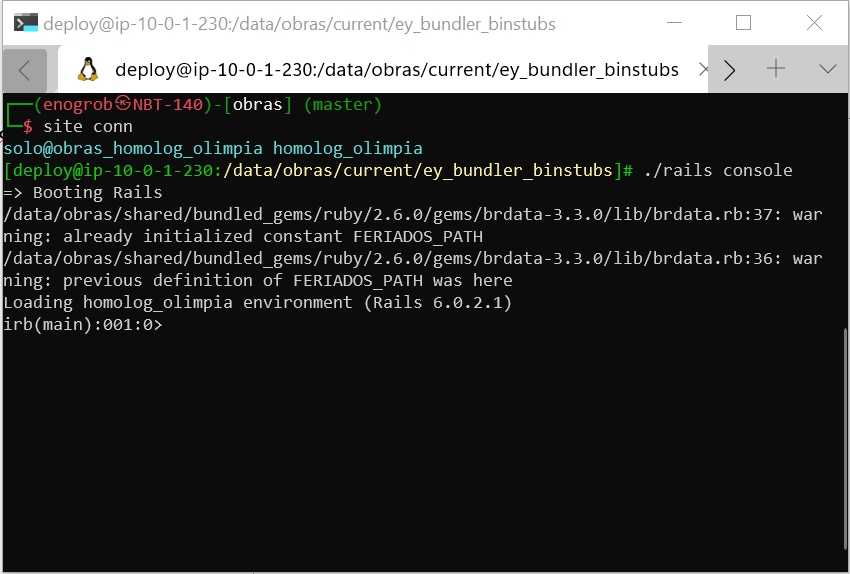 deploy@ip-10-0-1-230:/data/obras/current/ey_bundler_binstubs
deploy@ip-10-0-1-230:/data/obras/current/ey_bundler_binstubs
┌──(enogrob㉿NBT-140)-[obras] (master)
└─$ site conn
solo@obras_homolog_olimpia homolog_olimpia
[deploy@ip-10-0-1-230:/data/obras/current/ey_bundler_binstubs]# ./rails console
=> Booting Rails
/data/obras/shared/bundled_gems/ruby/2.6.0/gems/brdata-3.3.0/lib/brdata.rb:37: war
ning: already initialized constant FERIADOS_PATH
/data/obras/shared/bundled_gems/ruby/2.6.0/gems/brdata-3.3.0/lib/brdata.rb:36: war
ning: previous definition of FERIADOS_PATH was here
Loading homolog_olimpia environment (Rails 6.0.2.1)
irb(main):001:0>